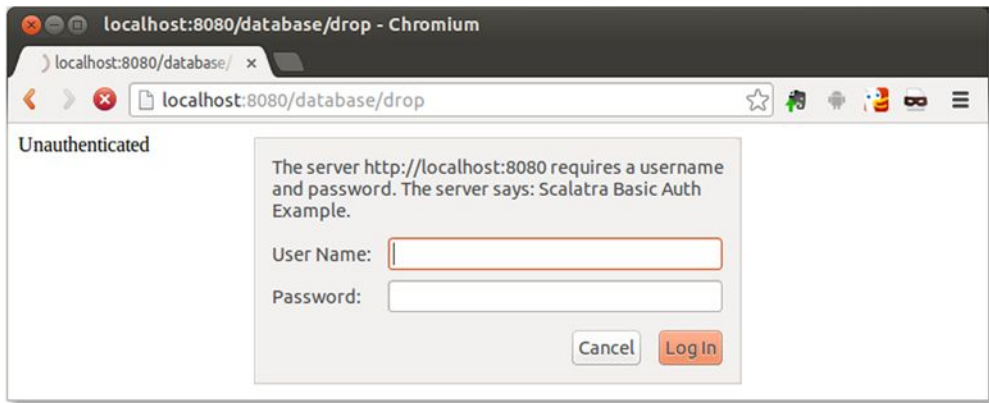 localhost:8080/database/drop - Chromium
localhost:8080/database/
localhost:8080/database/drop
Unauthenticated
The server http://localhost:8080 requires a username
and password. The server says: Scalatra Basic Auth
Example.
User Name:
Password:
Cancel Log In